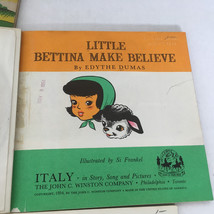 LITTLE
BETTINA MAKE BELIEVE
By EDYTHE DUMAS
Illustrated by Si Frankel
ITALY - in Story, Song and Pictures -
THE JOHN C. WINSTON COMPANY - Philadelphia - Toronto